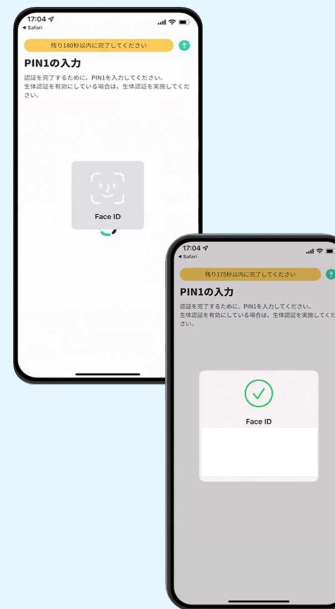 17:04
◀ Safari
残り180秒以内に完了してください
?
PIN1の入力
認証を完了するために、PIN1を入力してください。
生体認証を有効にしている場合は、生体認証を実施してくだ
さい。
Face ID
17:04
◀ Safari
残り175秒以内に完了してください
?
PIN1の入力
認証を完了するために、PIN1を入力してください。
生体認証を有効にしている場合は、生体認証を実施してくだ
さい。
Face ID